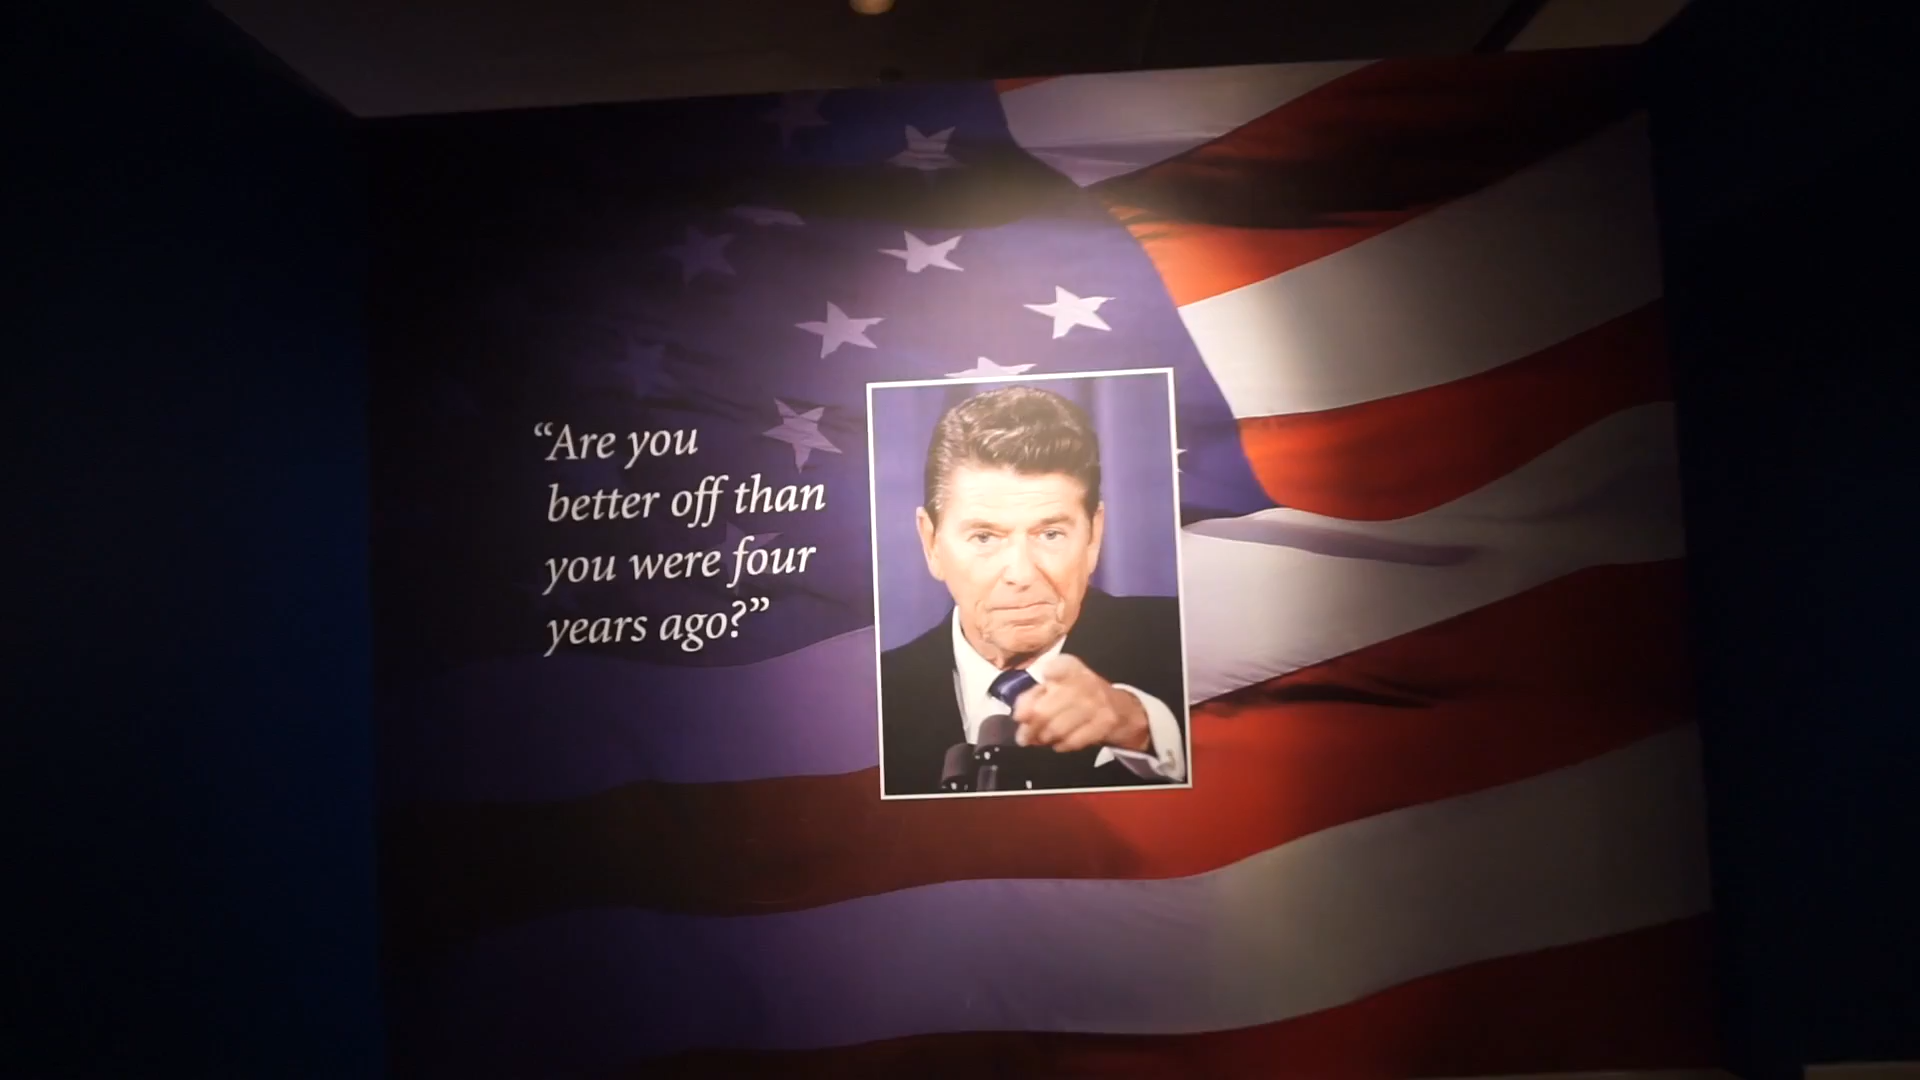 “Are you
better off than
you were four
years ago?”